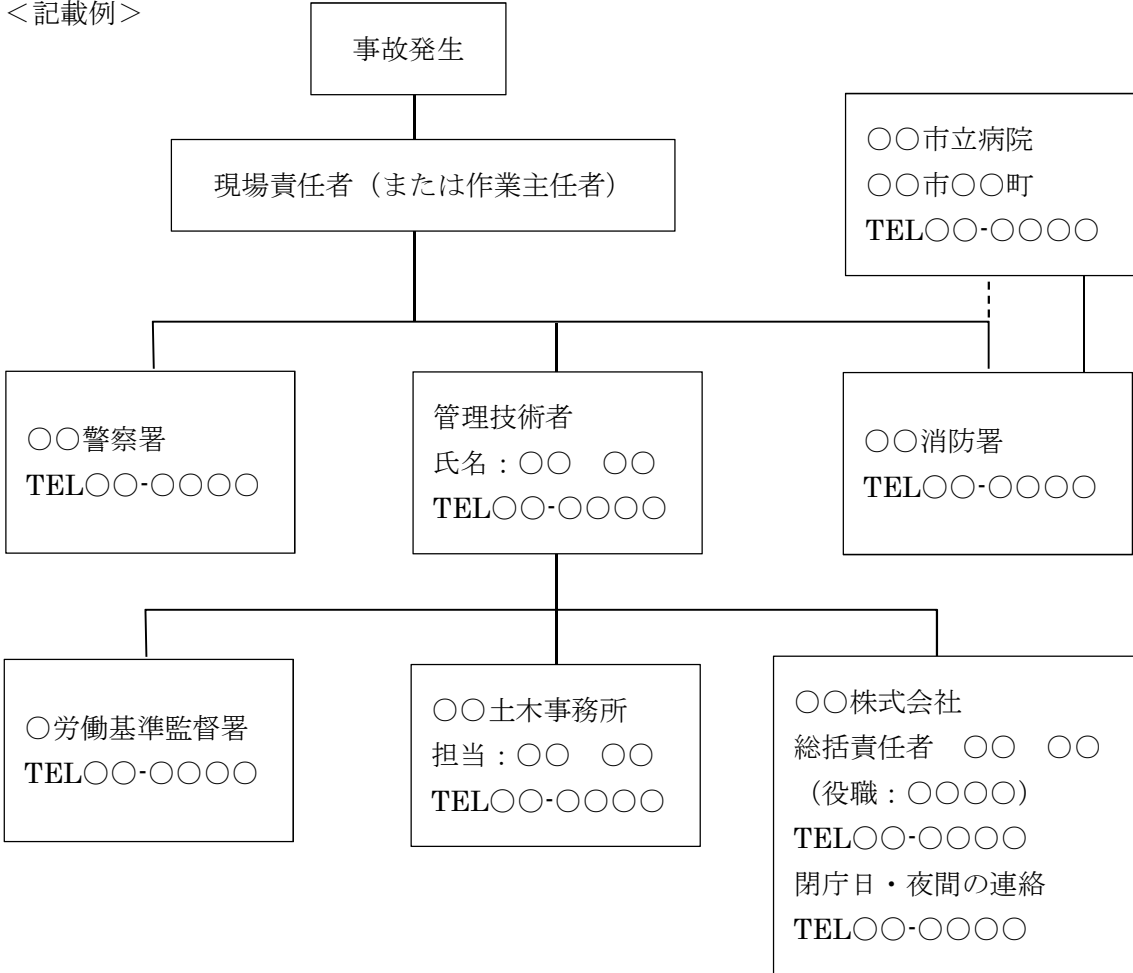 ＜記載例＞
事故発生
現場責任者（または作業主任者）
○○市立病院
○○市○○町
TEL○○-○○○○
○○警察署
TEL○○-○○○○
管理技術者
氏名：○○　○○
TEL○○-○○○○
○○消防署
TEL○○-○○○○
○労働基準監督署
TEL○○-○○○○
○○土木事務所
担当：○○　○○
TEL○○-○○○○
○○株式会社
総括責任者　○○　○○
（役職：○○○○）
TEL○○-○○○○
閉庁日・夜間の連絡
TEL○○-○○○○